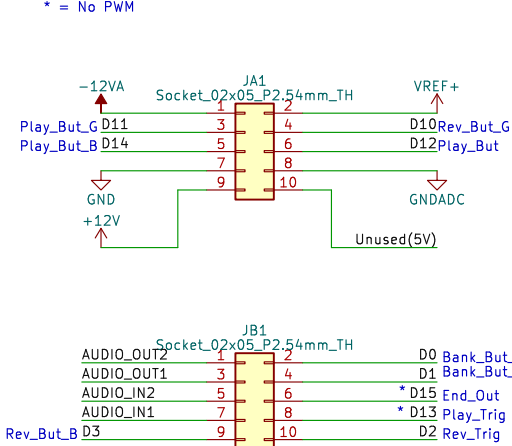 * = No PWM
JA1
Socket_02x05_P2.54mm_TH
-12VA VREF+
1 2
Play_But_G D11 3 4 D10 Rev_But_G
Play_But_B D14 5 6 D12 Play_But
7 8
GND 9 10 GNDADC
+12V
Unused(5V)
JB1
Socket_02x05_P2.54mm_TH
AUDIO_OUT2 1 2 D0 Bank_But_
AUDIO_OUT1 3 4 D1 Bank_But_
AUDIO_IN2 5 6 * D15 End_Out
AUDIO_IN1 7 8 * D13 Play_Trig
Rev_But_B D3 9 10 D2 Rev_Trig